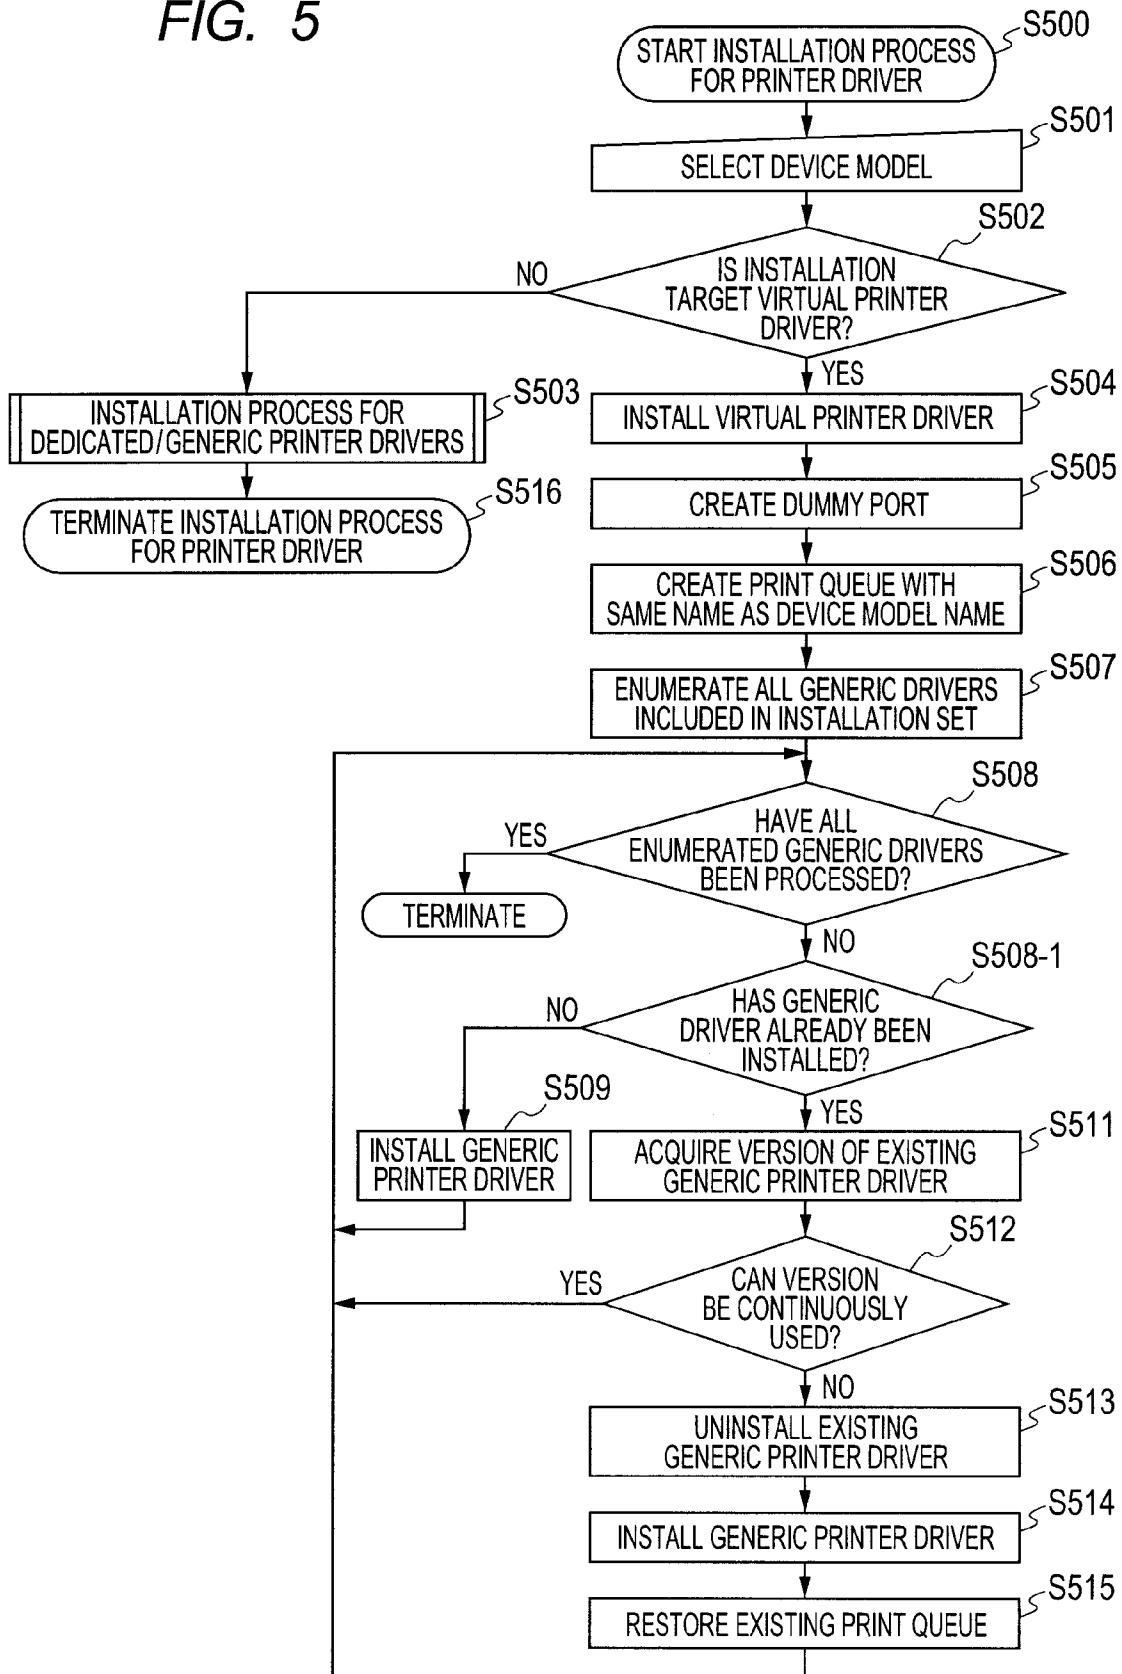 FIG. 5
START INSTALLATION PROCESS
FOR PRINTER DRIVER
S500
SELECT DEVICE MODEL
S501
IS INSTALLATION
TARGET VIRTUAL PRINTER
DRIVER?
S502
NO
YES
INSTALLATION PROCESS FOR
DEDICATED/GENERIC PRINTER DRIVERS
S503
INSTALL VIRTUAL PRINTER DRIVER
S504
TERMINATE INSTALLATION PROCESS
FOR PRINTER DRIVER
S516
CREATE DUMMY PORT
S505
CREATE PRINT QUEUE WITH
SAME NAME AS DEVICE MODEL NAME
S506
ENUMERATE ALL GENERIC DRIVERS
INCLUDED IN INSTALLATION SET
S507
HAVE ALL
ENUMERATED GENERIC DRIVERS
BEEN PROCESSED?
S508
YES
TERMINATE
NO
HAS GENERIC
DRIVER ALREADY BEEN
INSTALLED?
S508-1
NO
YES
INSTALL GENERIC
PRINTER DRIVER
S509
ACQUIRE VERSION OF EXISTING
GENERIC PRINTER DRIVER
S511
CAN VERSION
BE CONTINUOUSLY
USED?
S512
YES
NO
UNINSTALL EXISTING
GENERIC PRINTER DRIVER
S513
INSTALL GENERIC PRINTER DRIVER
S514
RESTORE EXISTING PRINT QUEUE
S515